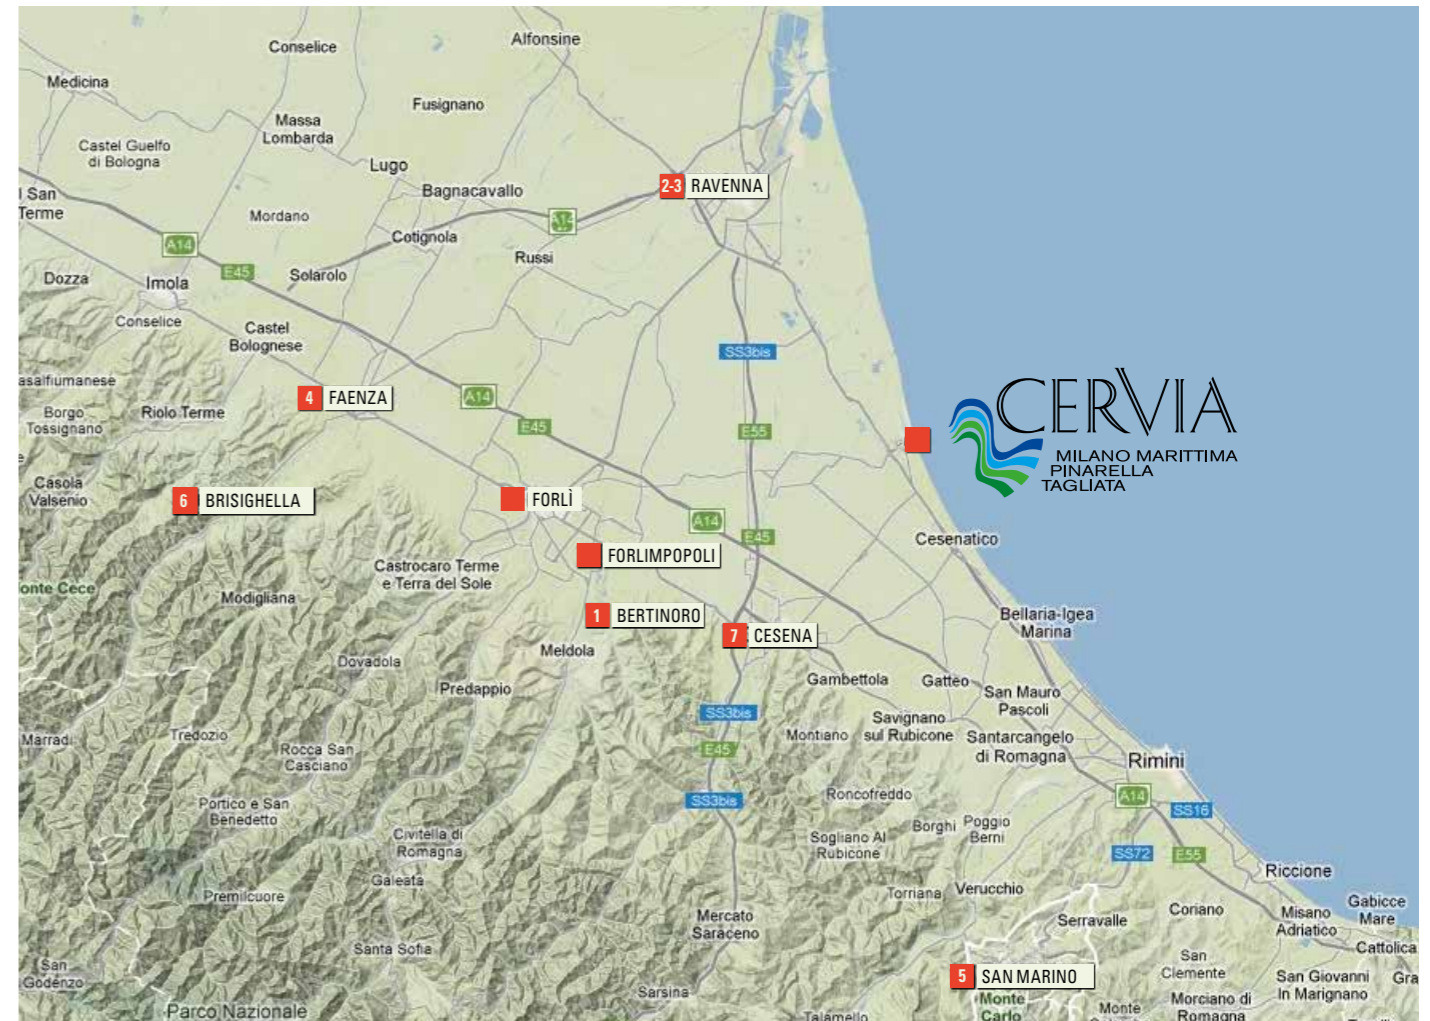 Conselice
Alfonsine
Medicina
Fusignano
Massa
Lombarda
Castel Guelfo
di Bologna
Lugo
Bagnacavallo
2-3 RAVENNA
l San
Terme
Mordano
A14
Cotignola
A14
Russi
E45
Solarolo
Dozza
Imola
Conselice
Castel
Bolognese
SS3bis
asalfiumanese
Borgo
Tossignano
Riolo Terme
4 FAENZA
A14
E45
E55
CERVIA
MILANO MARITTIMA
PINARELLA
TAGLIATA
Casola
Valsenio
6 BRISIGHELLA
FORLÌ
A14
E45
Cesenatico
FORLIMPOPOLI
Castrocaro Terme
e Terra del Sole
onte Cece
Modigliana
1 BERTINORO
7 CESENA
Bellaria-Igea
Marina
Meldola
Dovadola
Predappio
Gambettola
Gatteo
San Mauro
Pascoli
SS3bis
Savignano
sul Rubicone
Montiano
Santarcangelo
di Romagna
Marradi
Tredozio
Rocca San
Casciano
E45
Rimini
SS3bis
Roncofreddo
A14
SS16
Portico e San
Benedetto
Civitella di
Romagna
Sogliano Al
Rubicone
Borghi
Poggio
Berni
SS72
E55
Riccione
Galeata
Premilcuore
Torriana
Verucchio
Mercato
Saraceno
Serravalle
Coriano
Misano
Adriatico
Gabicce
Mare
Cattolica
Santa Sofia
San
Godenzo
5 SAN MARINO
San
Clemente
San Giovanni
In Marignano
Gra
Sarsina
Monte
Carlo
Monte
Morciano di
Romagna
Parco Nazionale
Talamello